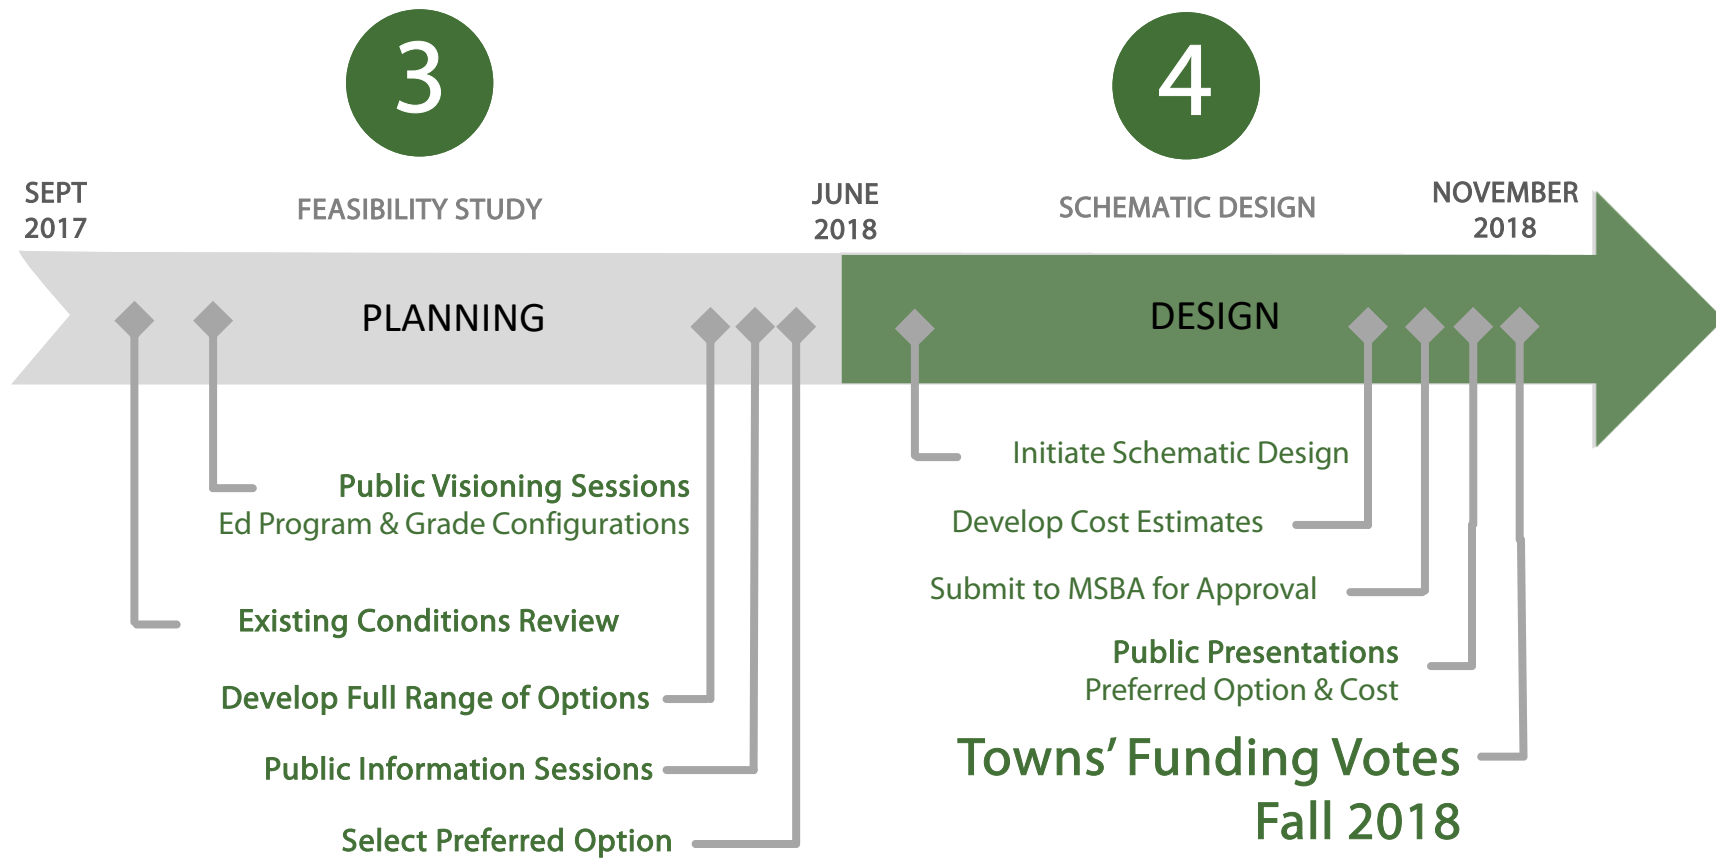 3
4
SEPT
2017
FEASIBILITY STUDY
JUNE
2018
SCHEMATIC DESIGN
NOVEMBER
2018
PLANNING
DESIGN
Public Visioning Sessions
Ed Program & Grade Configurations
Existing Conditions Review
Develop Full Range of Options
Public Information Sessions
Select Preferred Option
Initiate Schematic Design
Develop Cost Estimates
Submit to MSBA for Approval
Public Presentations
Preferred Option & Cost
Towns’ Funding Votes
Fall 2018